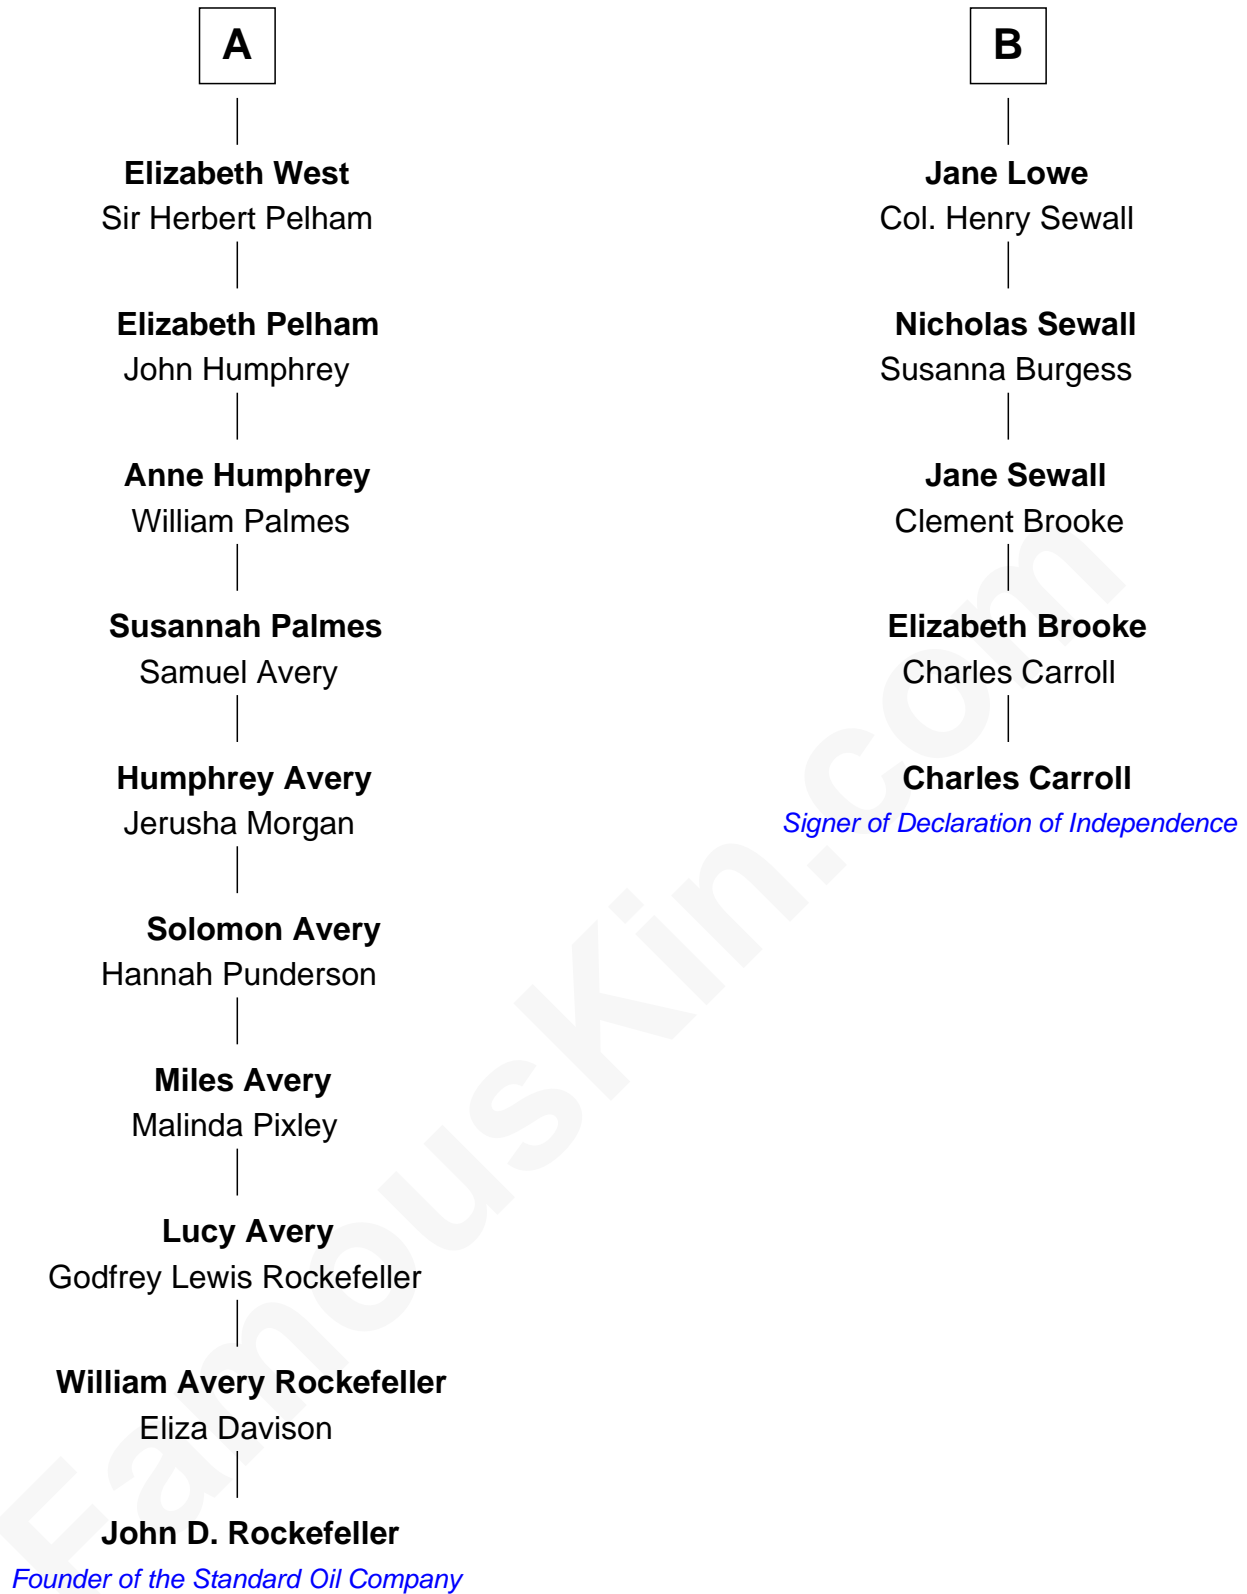 A
Elizabeth West
Sir Herbert Pelham
Elizabeth Pelham
John Humphrey
Anne Humphrey
William Palmes
Susannah Palmes
Samuel Avery
Humphrey Avery
Jerusha Morgan
Solomon Avery
Hannah Punderson
Miles Avery
Malinda Pixley
Lucy Avery
Godfrey Lewis Rockefeller
William Avery Rockefeller
Eliza Davison
John D. Rockefeller
Founder of the Standard Oil Company
B
Jane Lowe
Col. Henry Sewall
Nicholas Sewall
Susanna Burgess
Jane Sewall
Clement Brooke
Elizabeth Brooke
Charles Carroll
Charles Carroll
Signer of Declaration of Independence
FamousKin.com